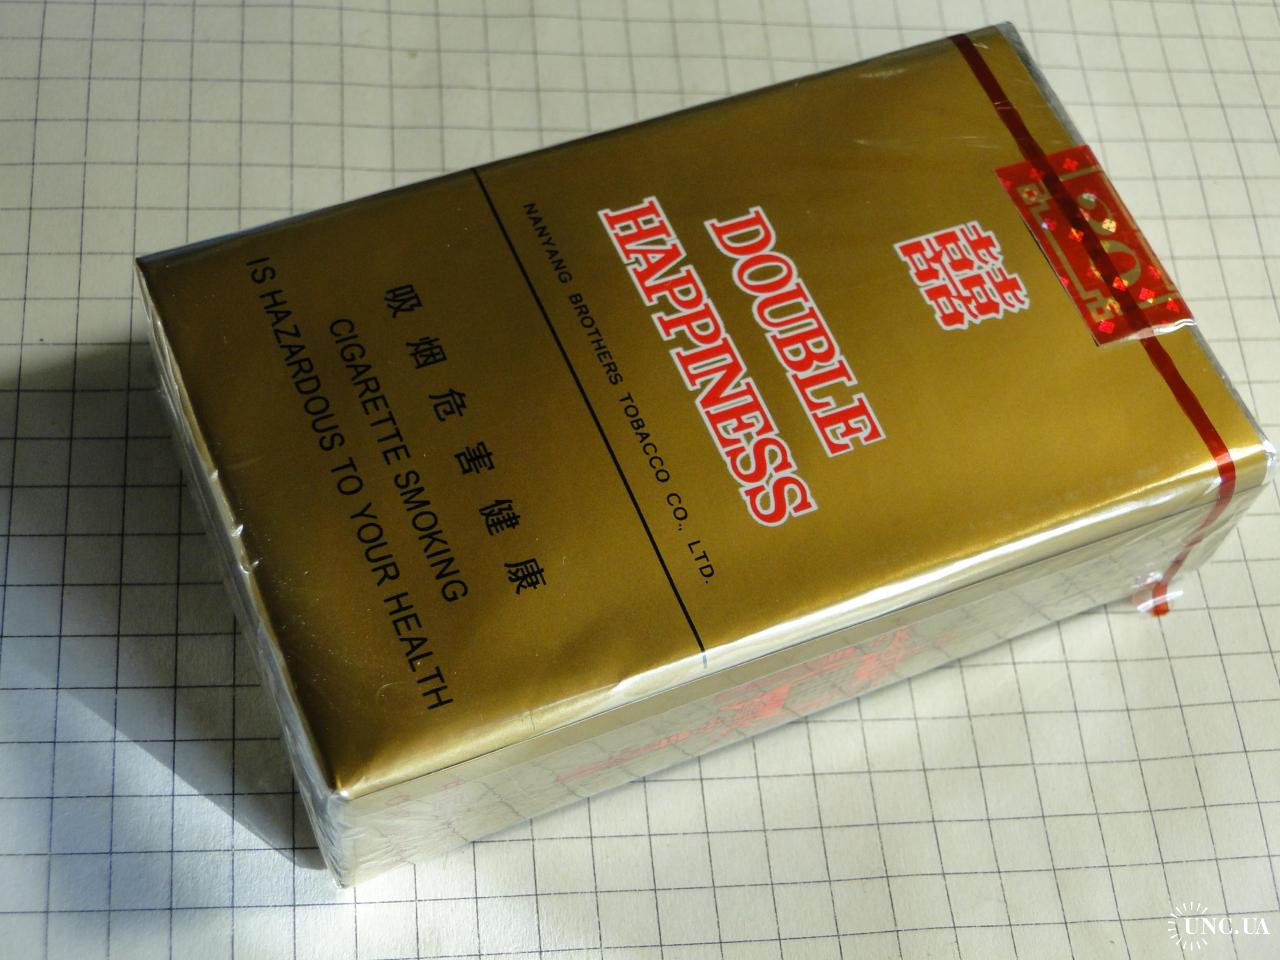 囍
DOUBLE
HAPPINESS
NANYANG BROTHERS TOBACCO CO., LTD.
吸烟危害健康
CIGARETTE SMOKING
IS HAZARDOUS TO YOUR HEALTH
20
UNC.UA